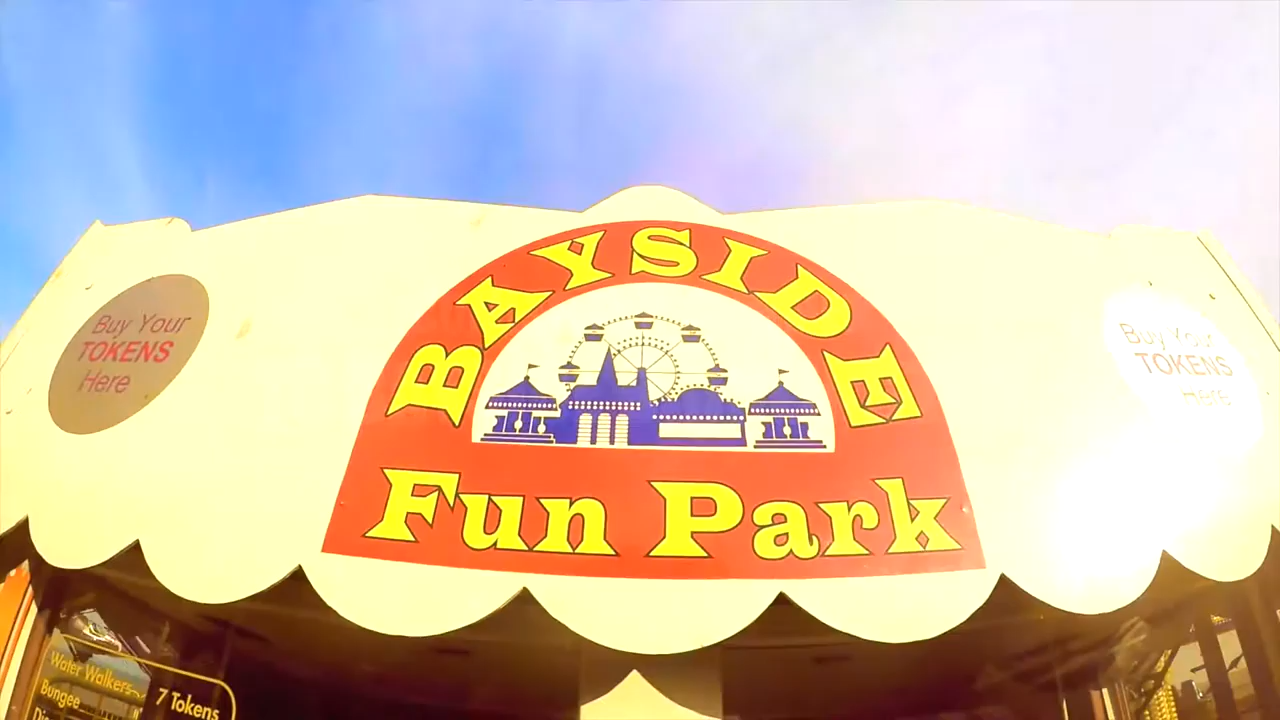 BAYSIDE
Fun Park
Buy Your
TOKENS
Here
Buy Your
TOKENS
Here
Water Walkers
7 Tokens
Bungee